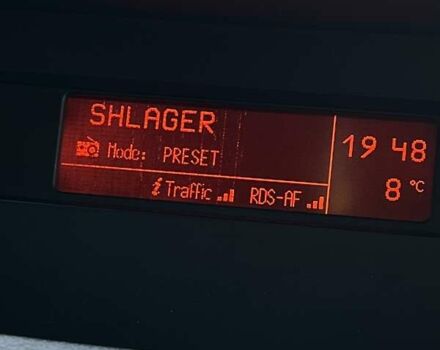 SHLAGER
Mode: PRESET
19 48
8 °C
i Traffic RDS-AF